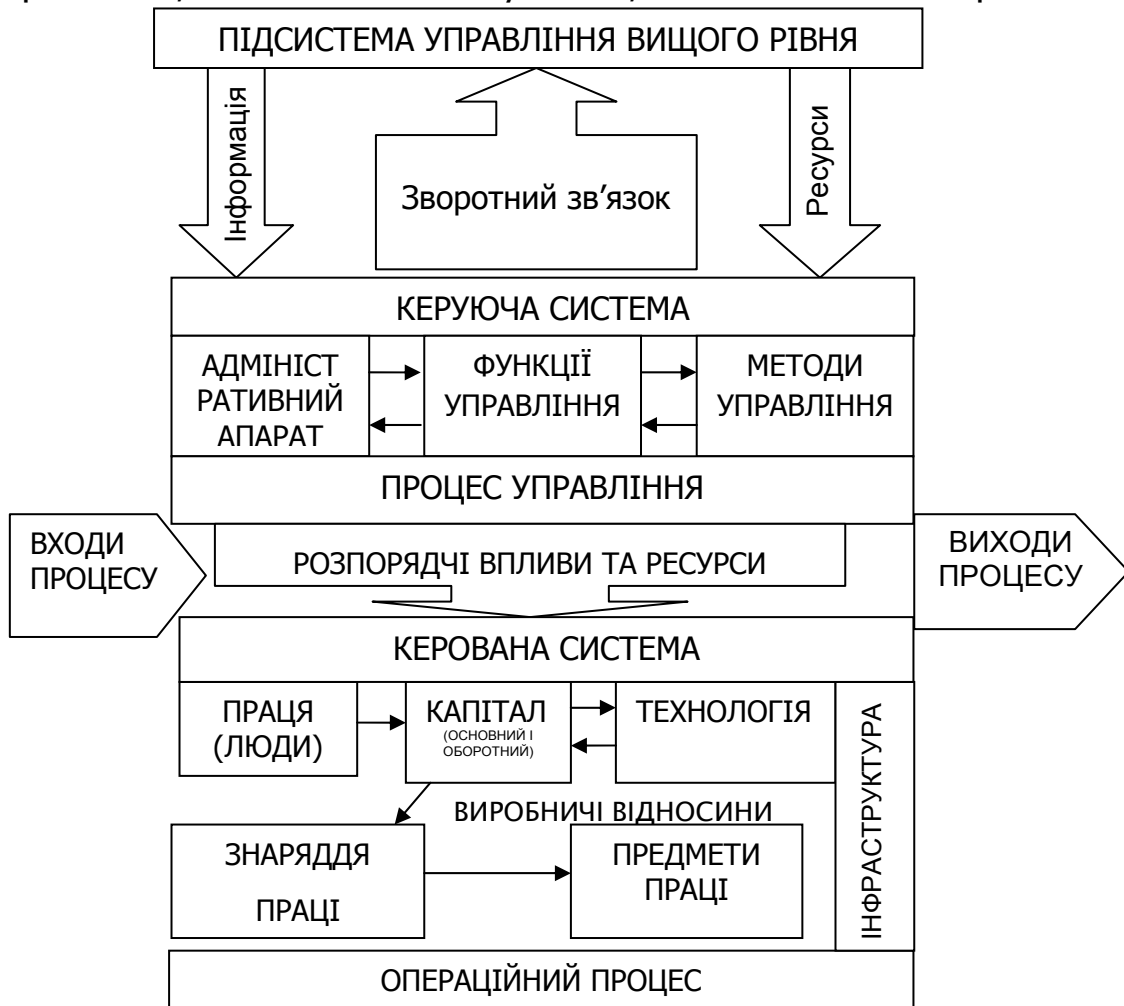 ПІДСИСТЕМА УПРАВЛІННЯ ВИЩОГО РІВНЯ
Інформація
Зворотний зв’язок
Ресурси
КЕРУЮЧА СИСТЕМА
АДМІНІСТ
РАТИВНИЙ
АПАРАТ
ФУНКЦІЇ
УПРАВЛІННЯ
МЕТОДИ
УПРАВЛІННЯ
ПРОЦЕС УПРАВЛІННЯ
ВХОДИ
ПРОЦЕСУ
РОЗПОРЯДЧІ ВПЛИВИ ТА РЕСУРСИ
ВИХОДИ
ПРОЦЕСУ
КЕРОВАНА СИСТЕМА
ПРАЦЯ
(ЛЮДИ)
КАПІТАЛ
(ОСНОВНИЙ І
ОБОРОТНИЙ)
ТЕХНОЛОГІЯ
ІНФРАСТРУКТУРА
ВИРОБНИЧІ ВІДНОСИНИ
ЗНАРЯДДЯ
ПРАЦІ
ПРЕДМЕТИ
ПРАЦІ
ОПЕРАЦІЙНИЙ ПРОЦЕС